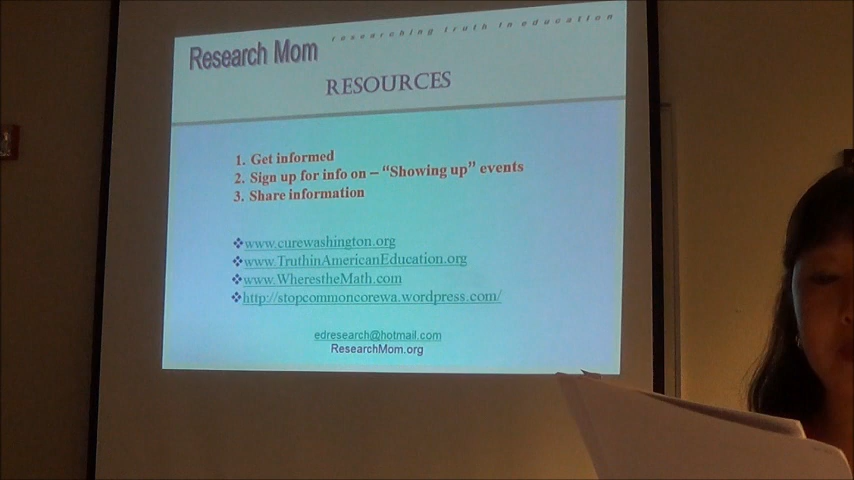 researching truth in education
Research Mom
RESOURCES
1. Get informed
2. Sign up for info on – “Showing up” events
3. Share information
❖www.curewashington.org
❖www.TruthinAmericanEducation.org
❖www.WherestheMath.com
❖http://stopcommoncorewa.wordpress.com/
edresearch@hotmail.com
ResearchMom.org